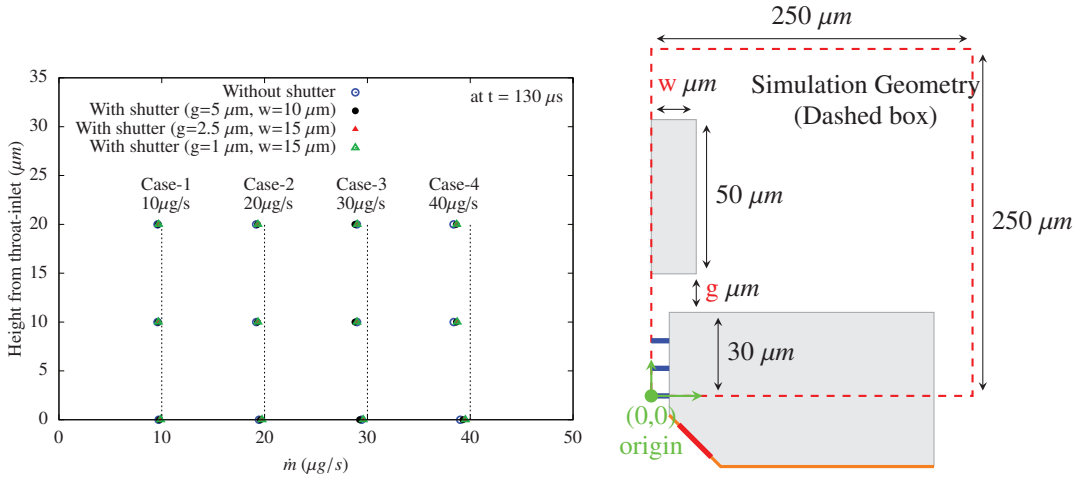 35
30
25
20
15
10
5
0
Height from throat-inlet (μm)
Without shutter
With shutter (g=5 μm, w=10 μm)
With shutter (g=2.5 μm, w=15 μm)
With shutter (g=1 μm, w=15 μm)
at t = 130 μs
Case-1
10μg/s
Case-2
20μg/s
Case-3
30μg/s
Case-4
40μg/s
0
10
20
30
40
50
ṁ (μg/s)
250 μm
w μm
Simulation Geometry
(Dashed box)
50 μm
250 μm
g μm
30 μm
(0,0)
origin